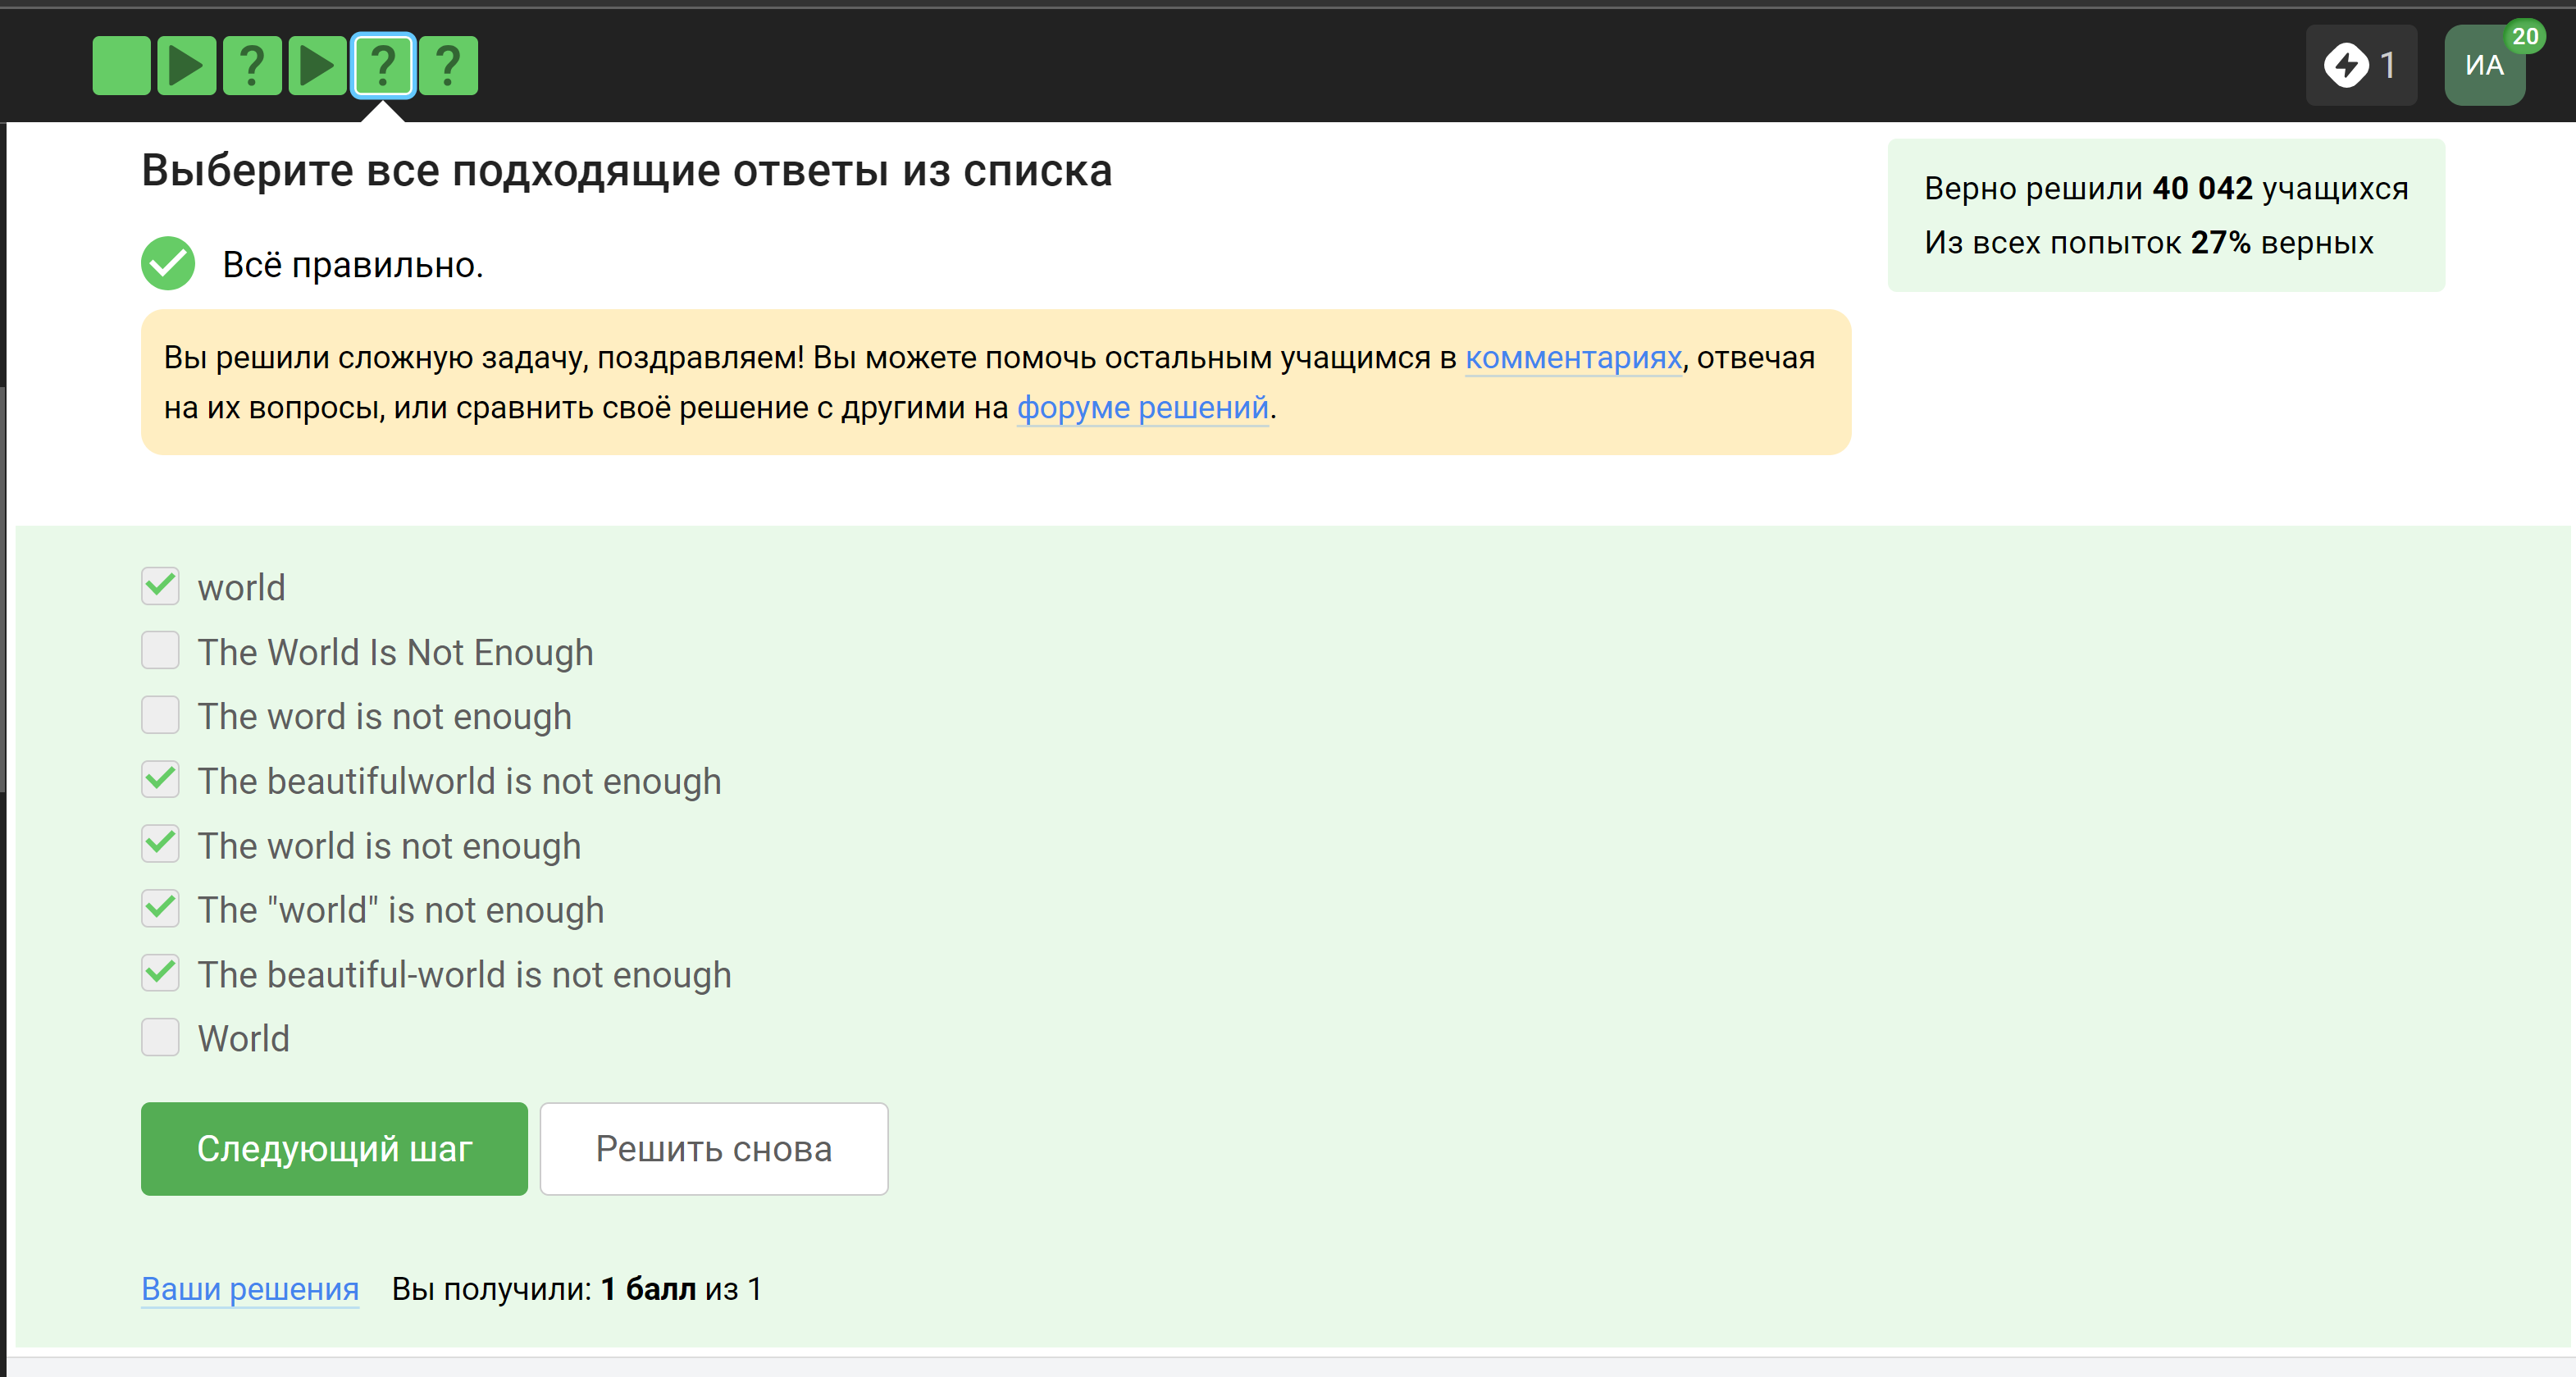 ? ? ?
1
ИА
20
Выберите все подходящие ответы из списка
Верно решили 40 042 учащихся
Из всех попыток 27% верных
Всё правильно.
Вы решили сложную задачу, поздравляем! Вы можете помочь остальным учащимся в комментариях, отвечая
на их вопросы, или сравнить своё решение с другими на форуме решений.
world
The World Is Not Enough
The word is not enough
The beautifulworld is not enough
The world is not enough
The "world" is not enough
The beautiful-world is not enough
World
Следующий шаг
Решить снова
Ваши решения
Вы получили: 1 балл из 1